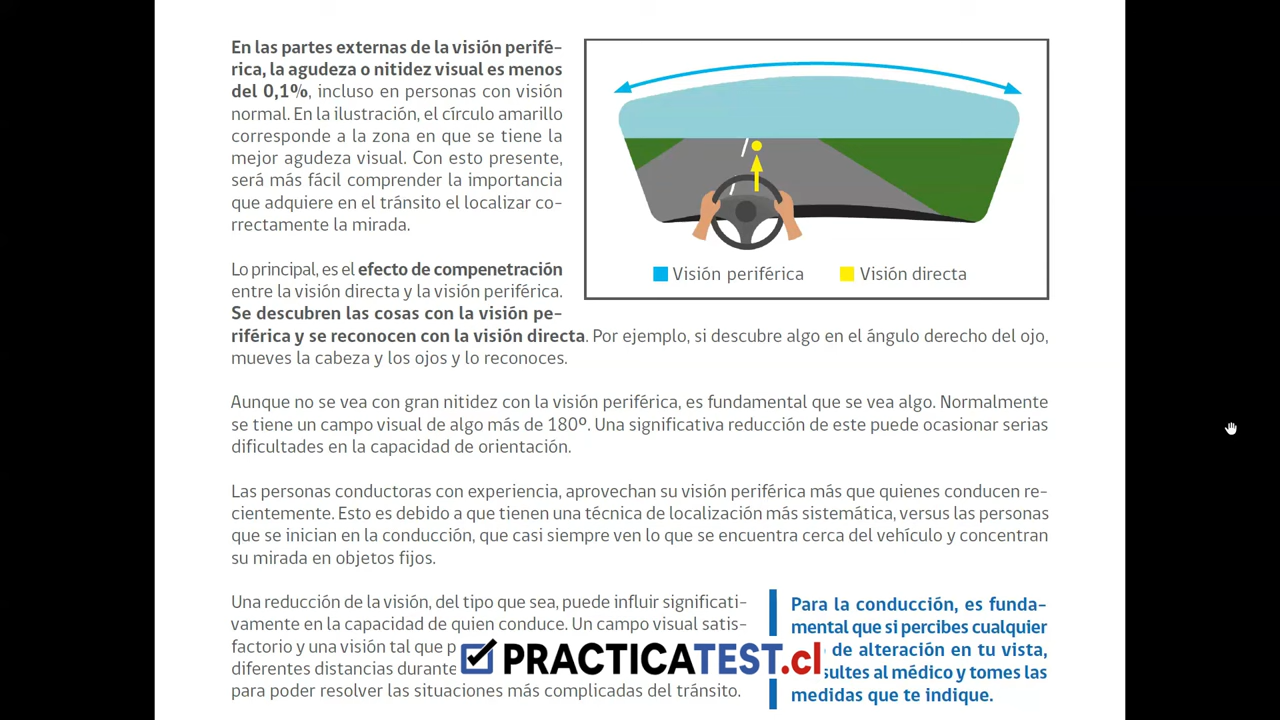 En las partes externas de la visión perifé-
rica, la agudeza o nitidez visual es menos
del 0,1%, incluso en personas con visión
normal. En la ilustración, el círculo amarillo
corresponde a la zona en que se tiene la
mejor agudeza visual. Con esto presente,
será más fácil comprender la importancia
que adquiere en el tránsito el localizar co-
rrectamente la mirada.
Visión periférica
Visión directa
Lo principal, es el efecto de compenetración
entre la visión directa y la visión periférica.
Se descubren las cosas con la visión pe-
riférica y se reconocen con la visión directa. Por ejemplo, si descubre algo en el ángulo derecho del ojo,
mueves la cabeza y los ojos y lo reconoces.
Aunque no se vea con gran nitidez con la visión periférica, es fundamental que se vea algo. Normalmente
se tiene un campo visual de algo más de 180º. Una significativa reducción de este puede ocasionar serias
dificultades en la capacidad de orientación.
Las personas conductoras con experiencia, aprovechan su visión periférica más que quienes conducen re-
cientemente. Esto es debido a que tienen una técnica de localización más sistemática, versus las personas
que se inician en la conducción, que casi siempre ven lo que se encuentra cerca del vehículo y concentran
su mirada en objetos fijos.
Una reducción de la visión, del tipo que sea, puede influir significati-
vamente en la capacidad de quien conduce. Un campo visual satis-
factorio y una visión tal que
diferentes distancias durante
para poder resolver las situaciones más complicadas del tránsito.
Para la conducción, es funda-
mental que si percibes cualquier
de alteración en tu vista,
al médico y tomes las
medidas que te indique.
PRACTICATEST.cl